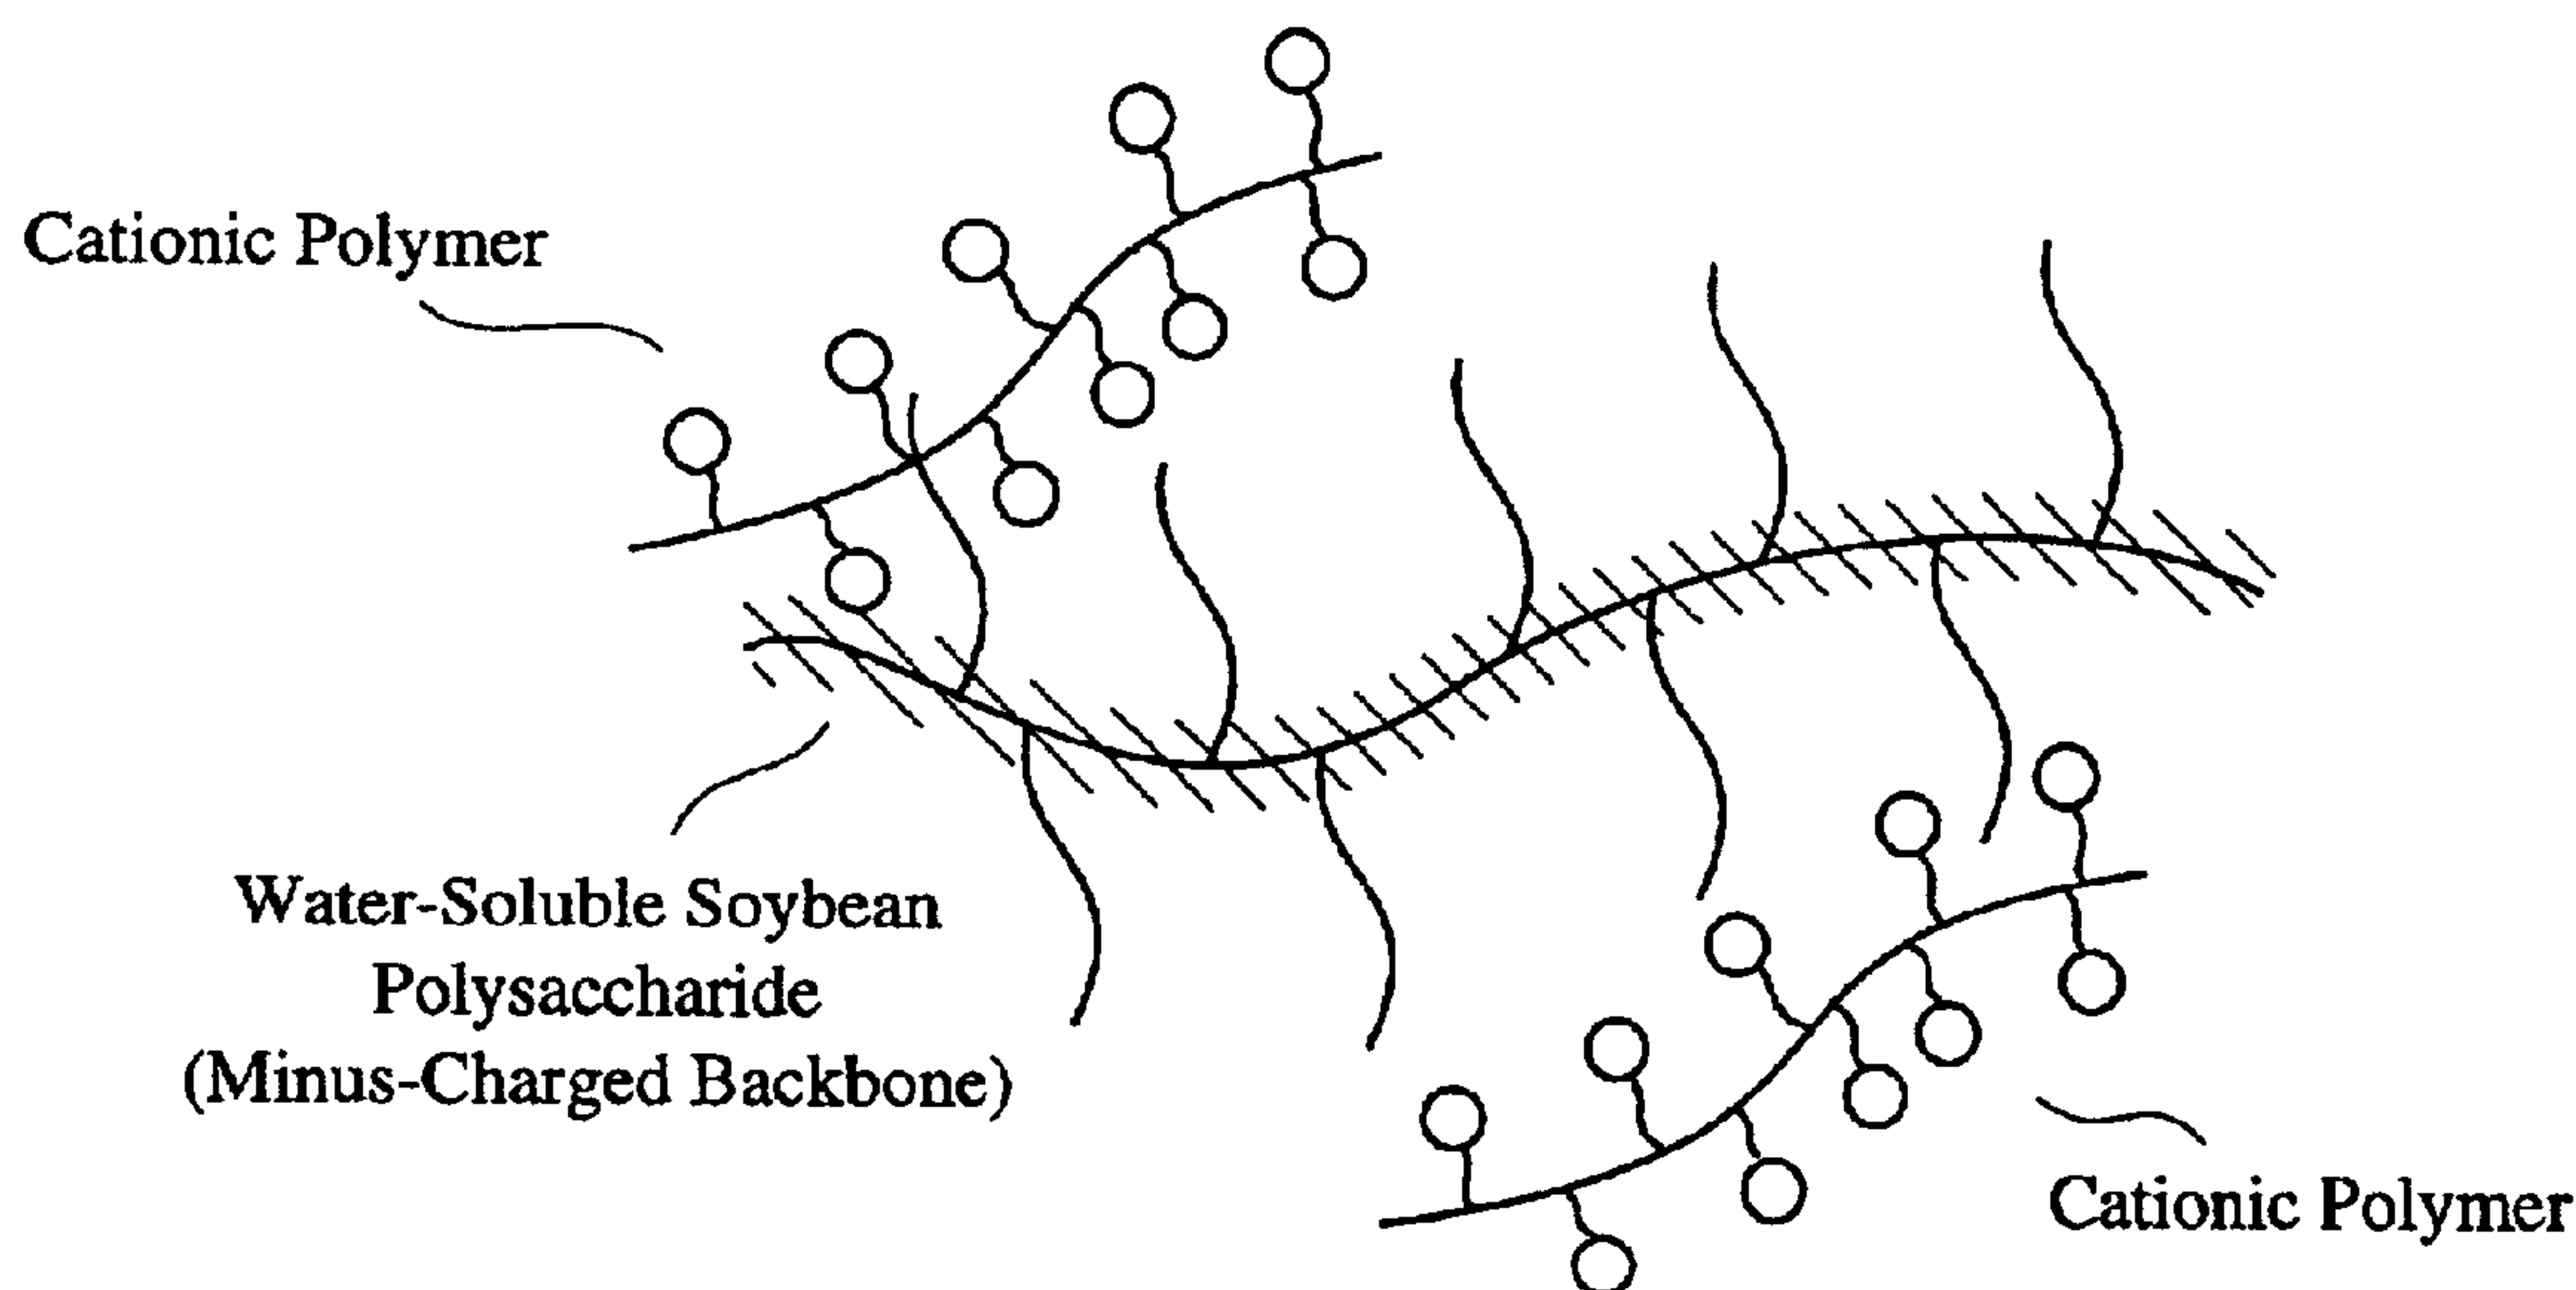 Cationic Polymer
Water-Soluble Soybean
Polysaccharide
(Minus-Charged Backbone)
Cationic Polymer